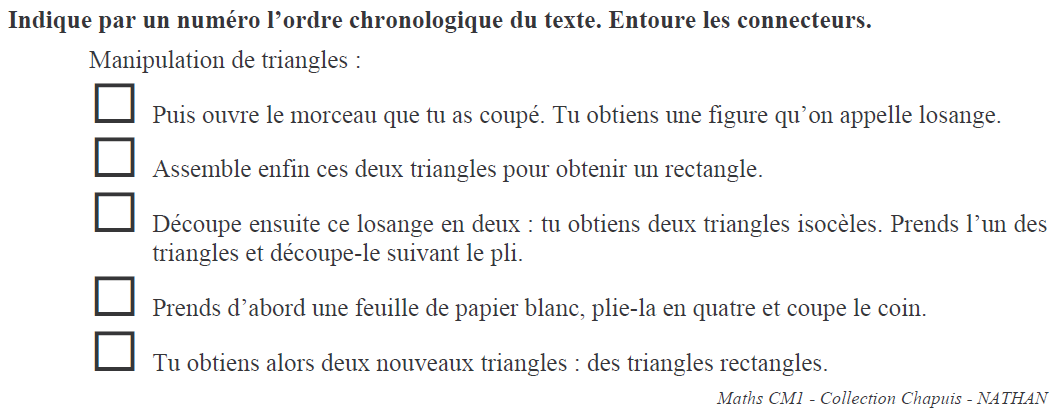 Indique par un numéro l’ordre chronologique du texte. Entoure les connecteurs.
Manipulation de triangles :
Puis ouvre le morceau que tu as coupé. Tu obtiens une figure qu’on appelle losange.
Assemble enfin ces deux triangles pour obtenir un rectangle.
Découpe ensuite ce losange en deux : tu obtiens deux triangles isocèles. Prends l’un des
triangles et découpe-le suivant le pli.
Prends d’abord une feuille de papier blanc, plie-la en quatre et coupe le coin.
Tu obtiens alors deux nouveaux triangles : des triangles rectangles.
Maths CM1 - Collection Chapuis - NATHAN